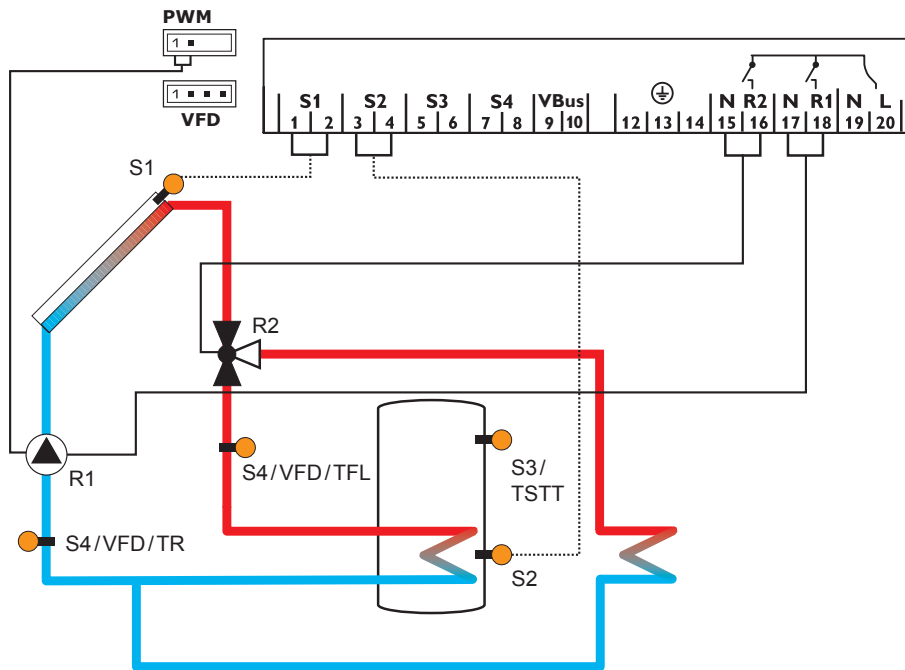 PWM
1
1
VFD
S1 S2 S3 S4 VBus N R2 N R1 N L
1 2 3 4 5 6 7 8 9 10 12 13 14 15 16 17 18 19 20
S1
R2
S4/VFD/TFL
S3/
TSTT
R1
S4/VFD/TR
S2